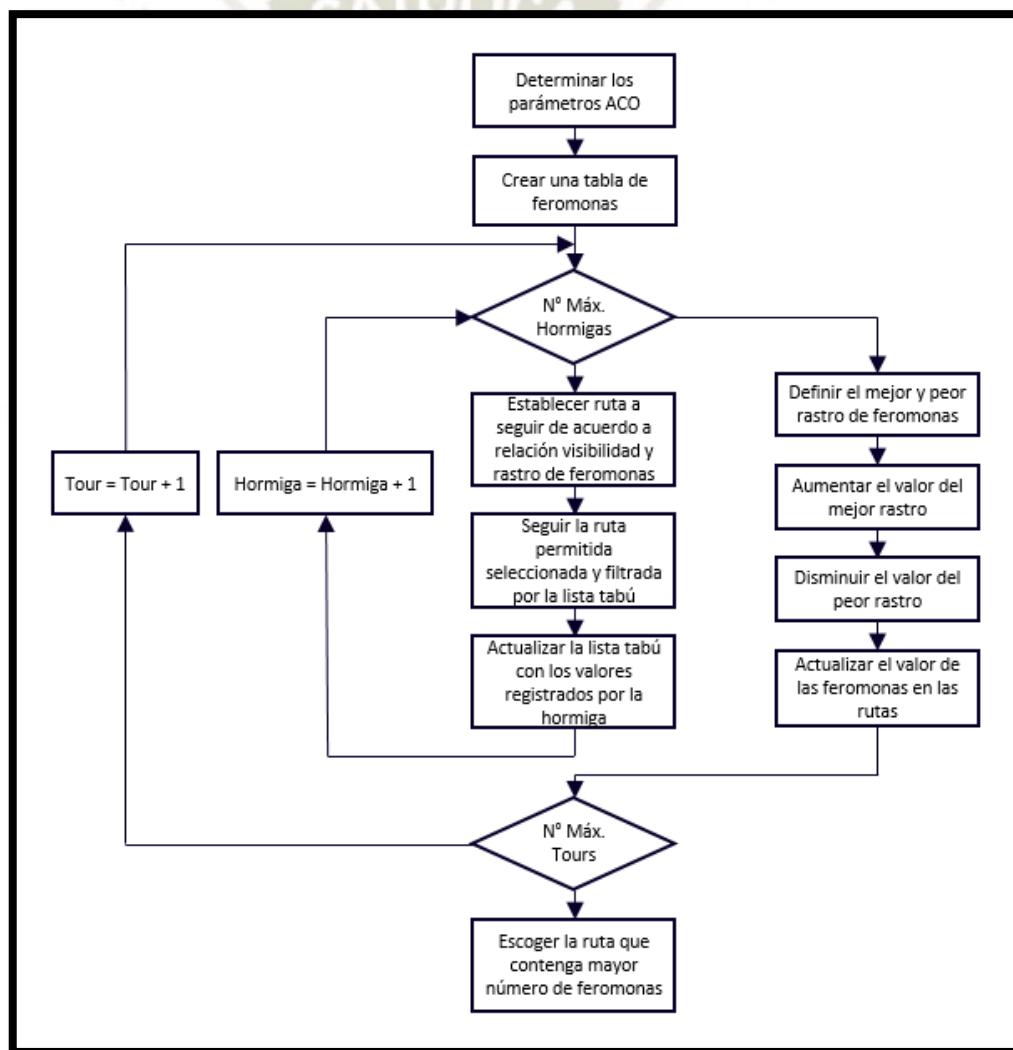 Determinar los
parámetros ACO
Crear una tabla de
feromonas
Nº Máx.
Hormigas
Establecer ruta a
seguir de acuerdo a
relación visibilidad y
rastro de feromonas
Seguir la ruta
permitida
seleccionada y filtrada
por la lista tabú
Actualizar la lista tabú
con los valores
registrados por la
hormiga
Hormiga = Hormiga + 1
Tour = Tour + 1
Definir el mejor y peor
rastro de feromonas
Aumentar el valor del
mejor rastro
Disminuir el valor del
peor rastro
Actualizar el valor de
las feromonas en las
rutas
Nº Máx.
Tours
Escoger la ruta que
contenga mayor
número de feromonas